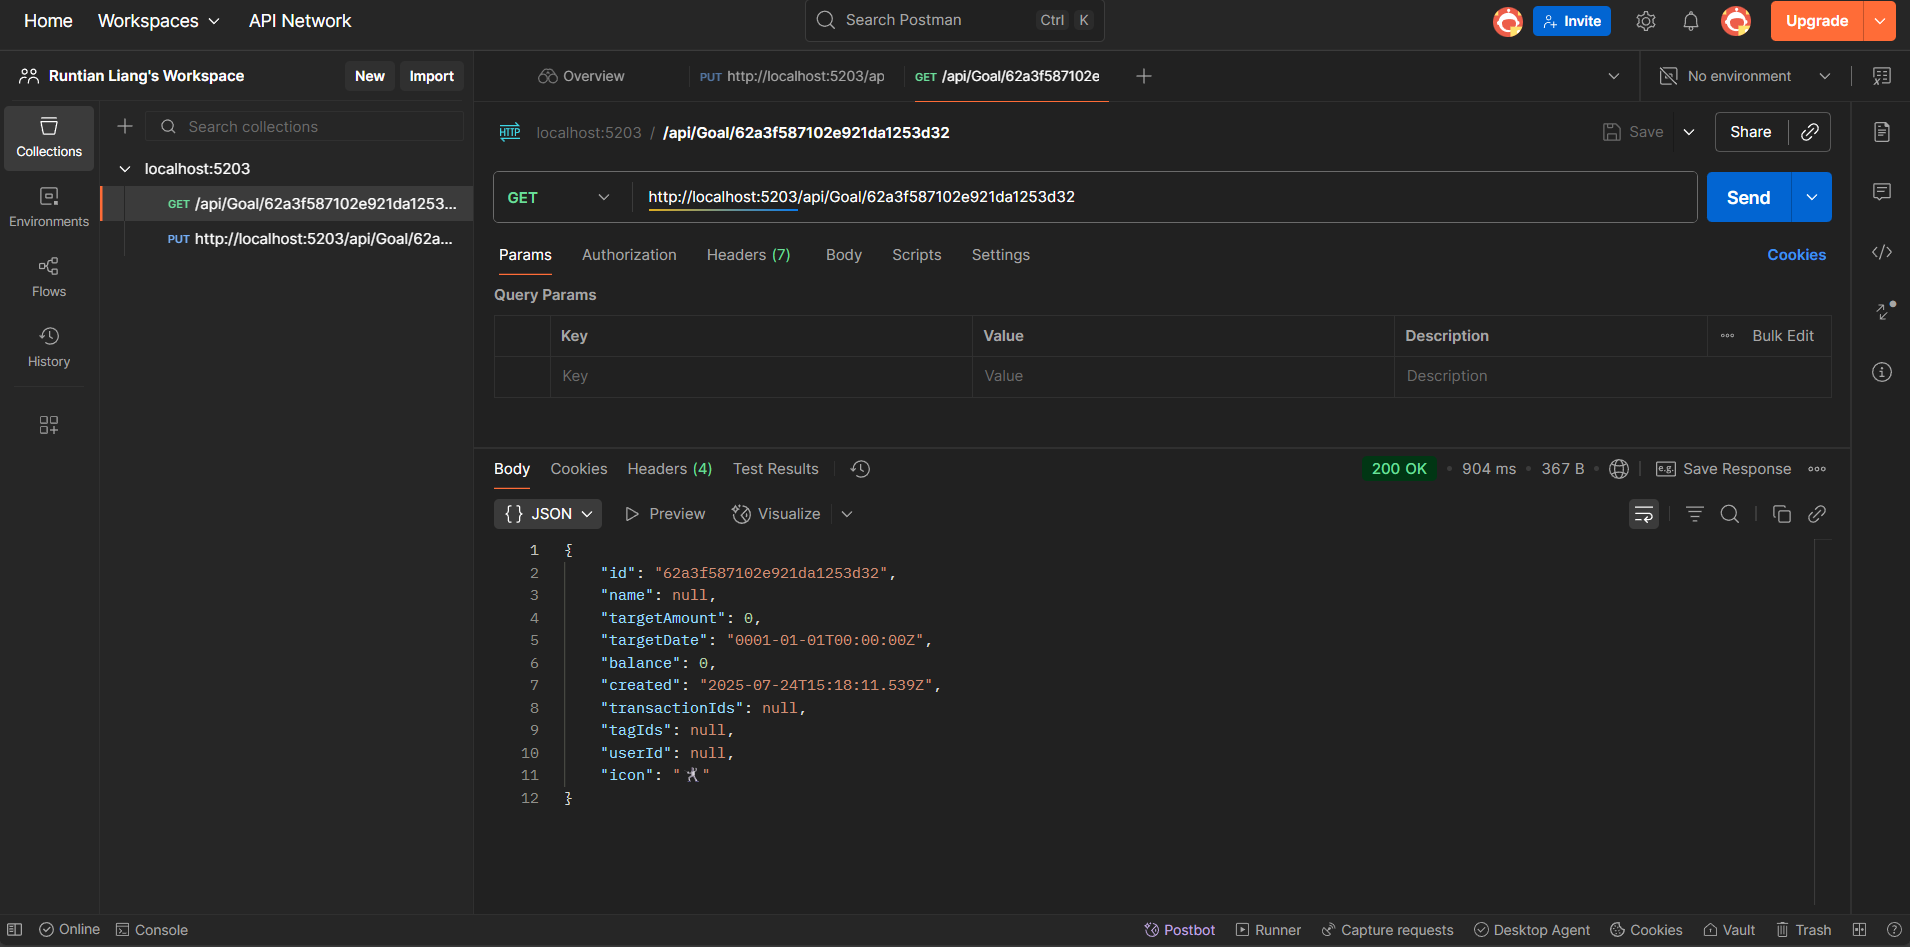 Home Workspaces API Network Search Postman Ctrl K Invite Upgrade
Runtian Liang's Workspace New Import Overview PUT http://localhost:5203/ap GET /api/Goal/62a3f587102e No environment
Collections
Environments
Flows
History
Search collections
localhost:5203
GET /api/Goal/62a3f587102e921da1253...
PUT http://localhost:5203/api/Goal/62a...
HTTP localhost:5203 / /api/Goal/62a3f587102e921da1253d32 Save Share
GET http://localhost:5203/api/Goal/62a3f587102e921da1253d32 Send
Params Authorization Headers (7) Body Scripts Settings Cookies
Query Params
Key Value Description Bulk Edit
Key Value Description
Body Cookies Headers (4) Test Results 200 OK • 904 ms • 367 B • e.g. Save Response
{} JSON Preview Visualize
1 {
2 "id": "62a3f587102e921da1253d32",
3 "name": null,
4 "targetAmount": 0,
5 "targetDate": "0001-01-01T00:00:00Z",
6 "balance": 0,
7 "created": "2025-07-24T15:18:11.539Z",
8 "transactionIds": null,
9 "tagIds": null,
10 "userId": null,
11 "icon": ""
12 }
Online Console Postbot Runner Capture requests Desktop Agent Cookies Vault Trash